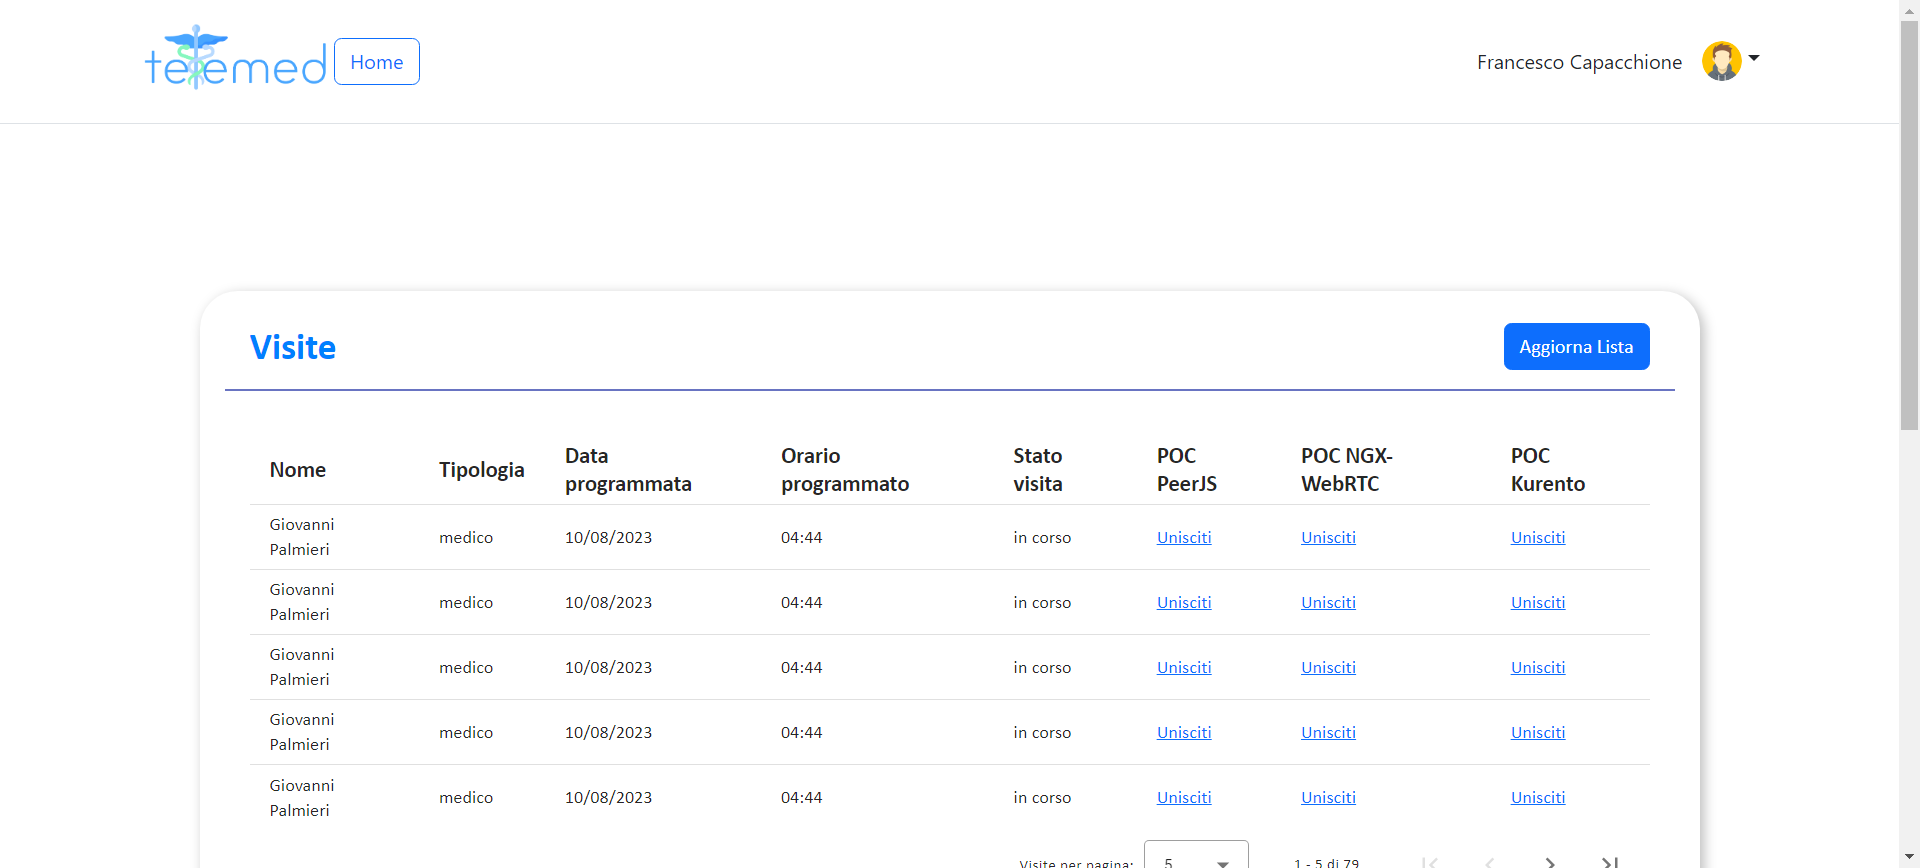 telemed Home Francesco Capacchione
Visite Aggiorna Lista
Nome Tipologia Data programmata Orario programmato Stato visita POC PeerJS POC NGX-WebRTC POC Kurento
Giovanni Palmieri medico 10/08/2023 04:44 in corso Unisciti Unisciti Unisciti
Giovanni Palmieri medico 10/08/2023 04:44 in corso Unisciti Unisciti Unisciti
Giovanni Palmieri medico 10/08/2023 04:44 in corso Unisciti Unisciti Unisciti
Giovanni Palmieri medico 10/08/2023 04:44 in corso Unisciti Unisciti Unisciti
Giovanni Palmieri medico 10/08/2023 04:44 in corso Unisciti Unisciti Unisciti
Visite per pagina: 5 1 - 5 di 79